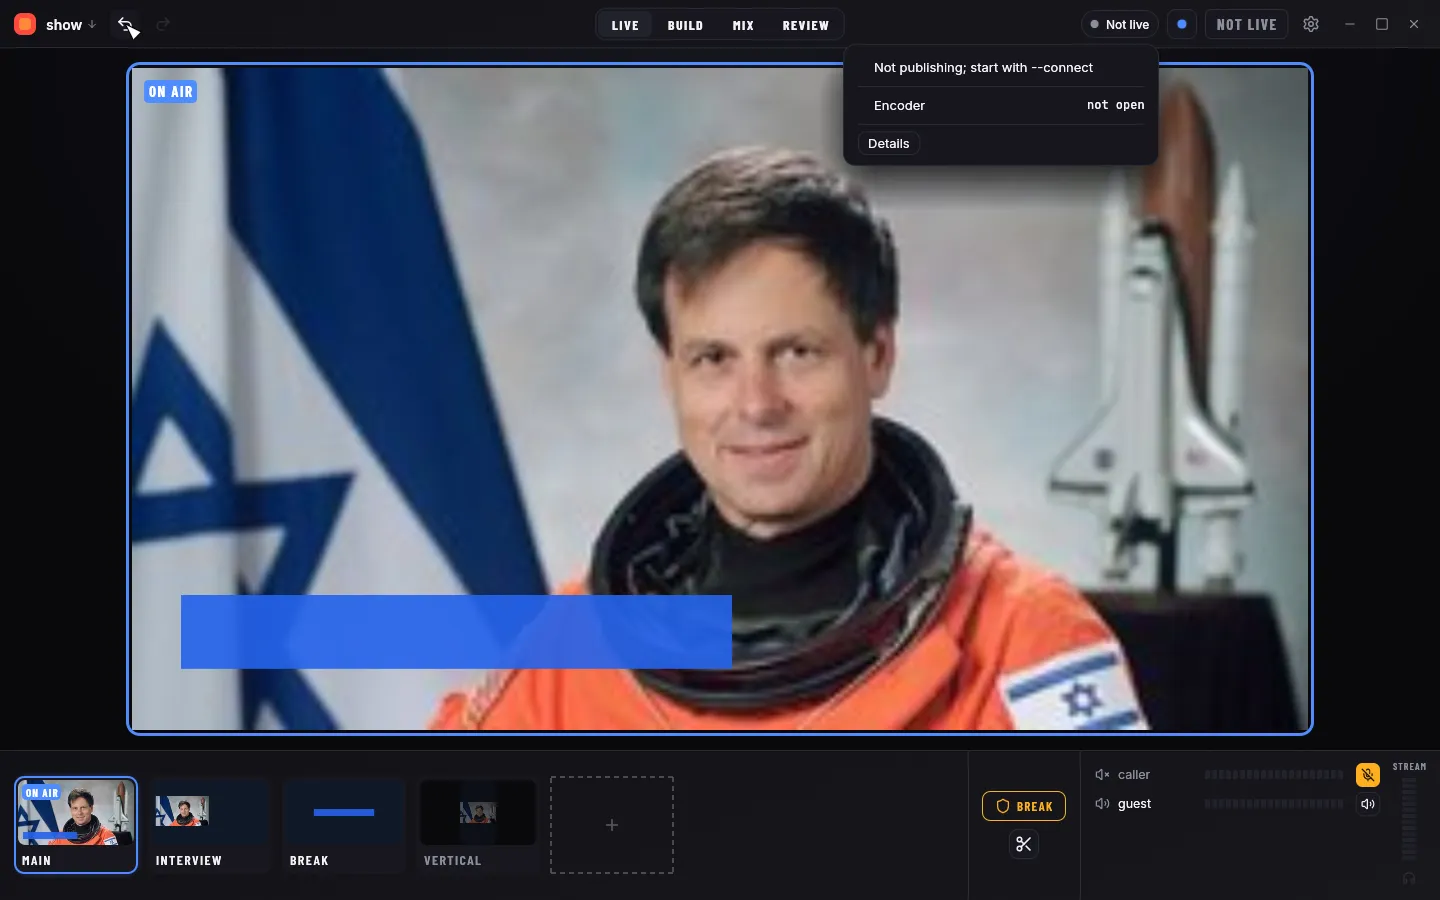 show
LIVE
BUILD
MIX
REVIEW
Not live
NOT LIVE
Not publishing; start with --connect
Encoder
not open
Details
ON AIR
ON AIR
MAIN
INTERVIEW
BREAK
VERTICAL
BREAK
caller
guest
STREAM